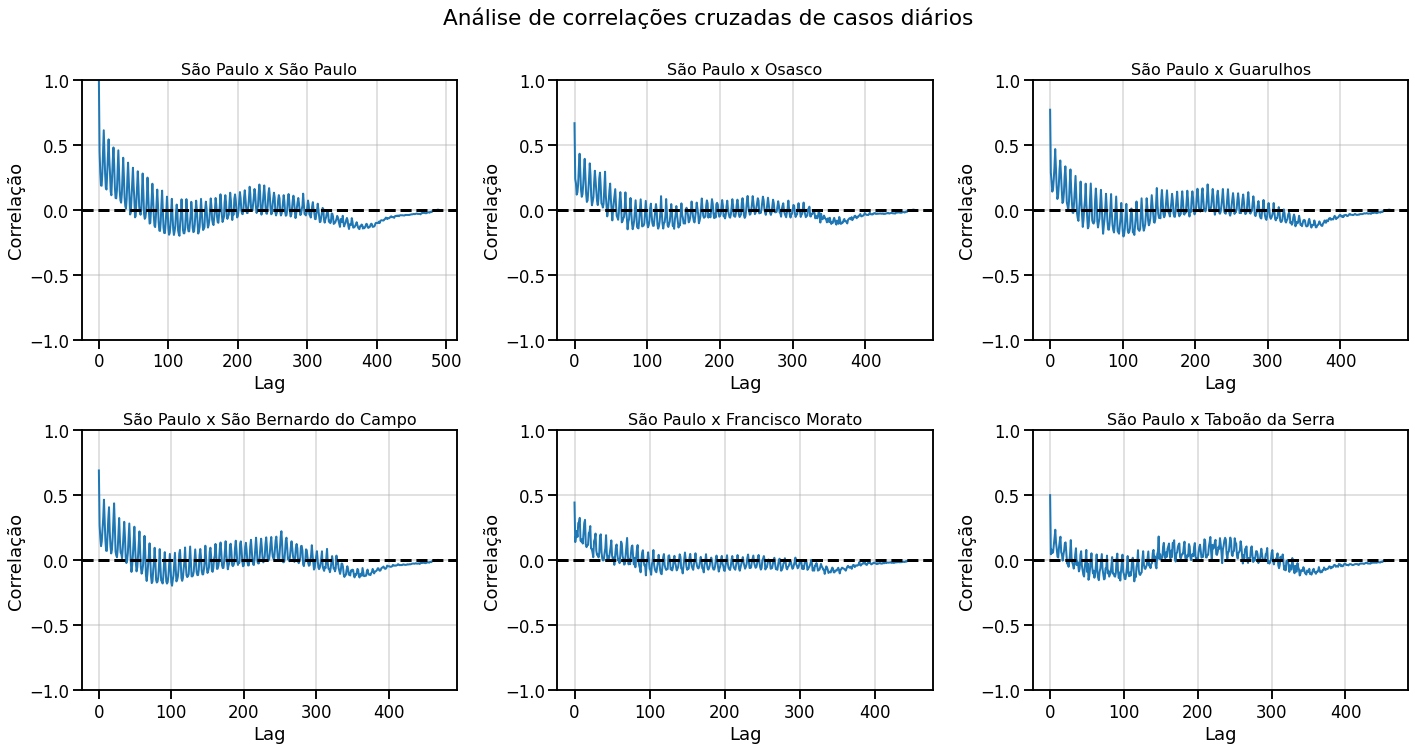 Análise de correlações cruzadas de casos diários
São Paulo x São Paulo
1.0
0.5
0.0
−0.5
−1.0
Correlação
0 100 200 300 400 500
Lag
São Paulo x Osasco
1.0
0.5
0.0
−0.5
−1.0
Correlação
0 100 200 300 400
Lag
São Paulo x Guarulhos
1.0
0.5
0.0
−0.5
−1.0
Correlação
0 100 200 300 400
Lag
São Paulo x São Bernardo do Campo
1.0
0.5
0.0
−0.5
−1.0
Correlação
0 100 200 300 400
Lag
São Paulo x Francisco Morato
1.0
0.5
0.0
−0.5
−1.0
Correlação
0 100 200 300 400
Lag
São Paulo x Taboão da Serra
1.0
0.5
0.0
−0.5
−1.0
Correlação
0 100 200 300 400
Lag